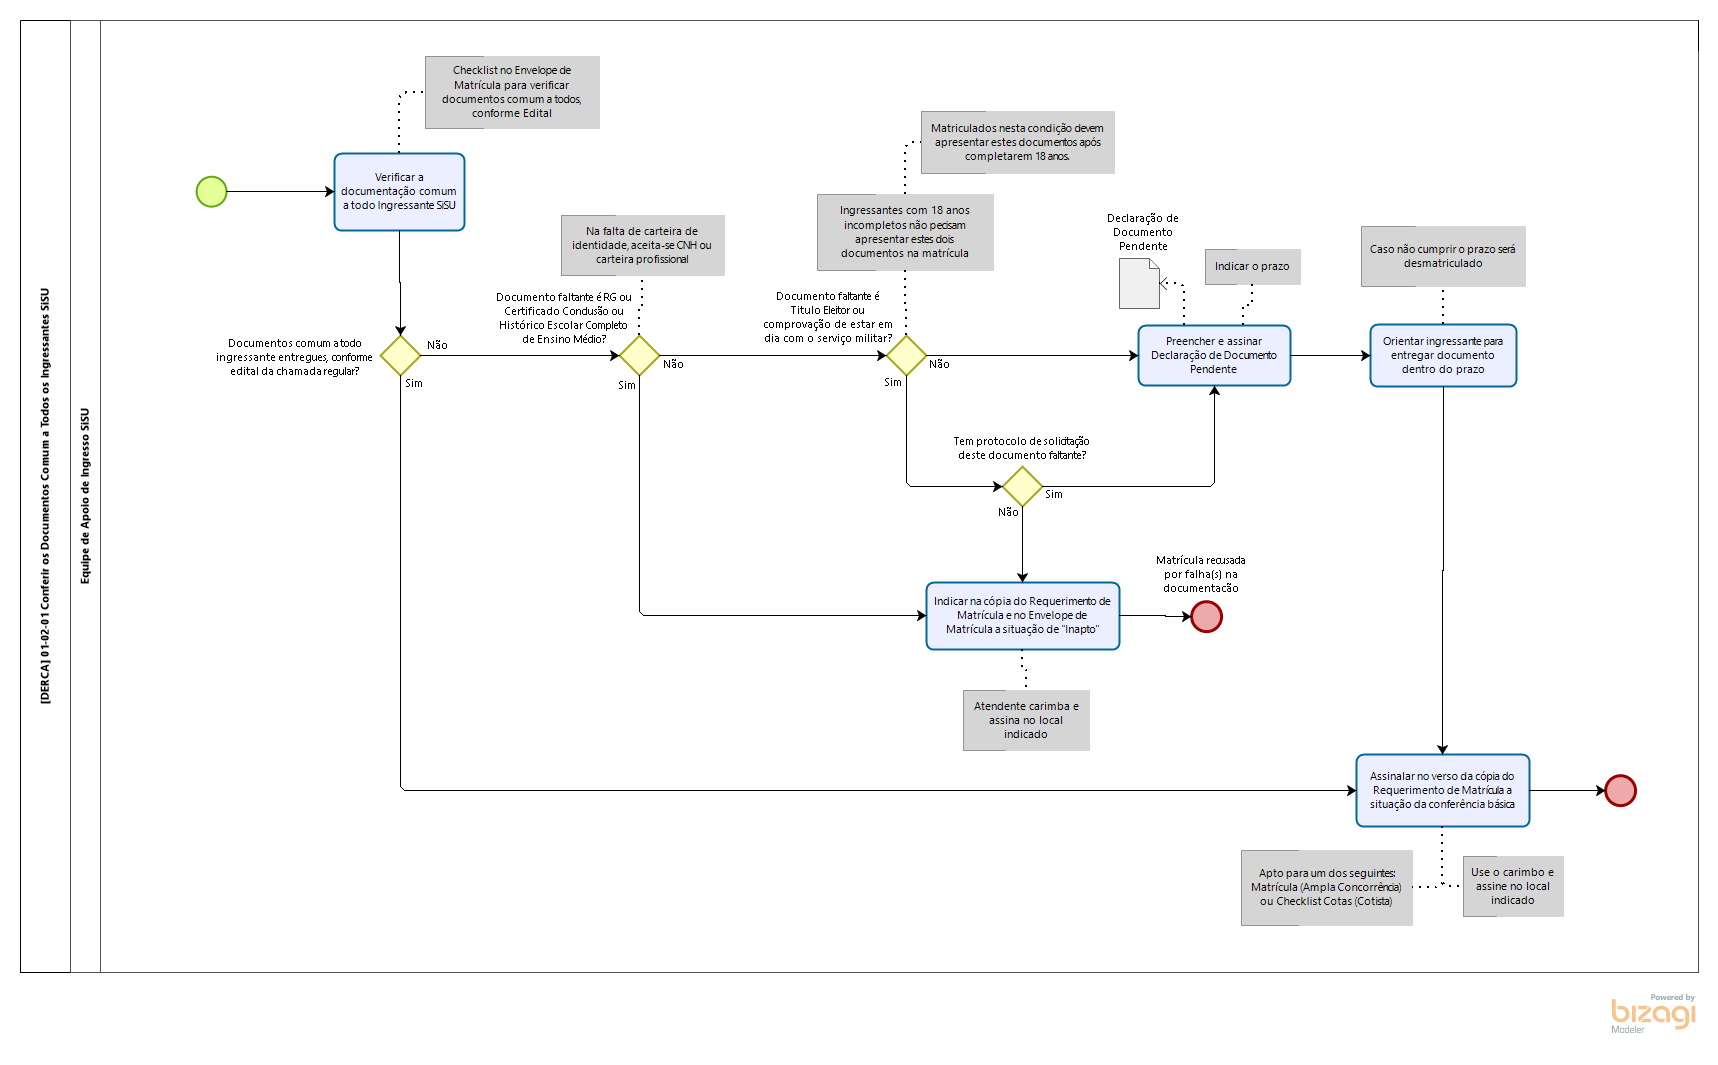 [DERCA] 01-02-01 Conferir os Documentos Comum a Todos os Ingressantes SiSU
Equipe de Apoio de Ingresso SiSU
Checklist no Envelope de
Matrícula para verificar
documentos comum a todos,
conforme Edital
Verificar a
documentação comum
a todo Ingressante SiSU
Documentos comum a todo
ingressante entregues, conforme
edital da chamada regular?
Não
Sim
Na falta de carteira de
identidade, aceita-se CNH ou
carteira profissional
Documento faltante é RG ou
Certificado Conclusão ou
Histórico Escolar Completo
de Ensino Médio?
Não
Sim
Matriculados nesta condição devem
apresentar estes documentos após
completarem 18 anos.
Ingressantes com 18 anos
incompletos não pecisam
apresentar estes dois
documentos na matrícula
Documento faltante é
Titulo Eleitor ou
comprovação de estar em
dia com o serviço militar?
Não
Sim
Declaração de
Documento
Pendente
Indicar o prazo
Preencher e assinar
Declaração de Documento
Pendente
Caso não cumprir o prazo será
desmatriculado
Orientar ingressante para
entregar documento
dentro do prazo
Tem protocolo de solicitação
deste documento faltante?
Sim
Não
Indicar na cópia do Requerimento de
Matrícula e no Envelope de
Matrícula a situação de "Inapto"
Matrícula recusada
por falha(s) na
documentacão
Atendente carimba e
assina no local
indicado
Assinalar no verso da cópia do
Requerimento de Matrícula a
situação da conferência básica
Apto para um dos seguintes:
Matrícula (Ampla Concorrência)
ou Checklist Cotas (Cotista)
Use o carimbo e
assine no local
indicado
Powered by
bizagi
Modeler